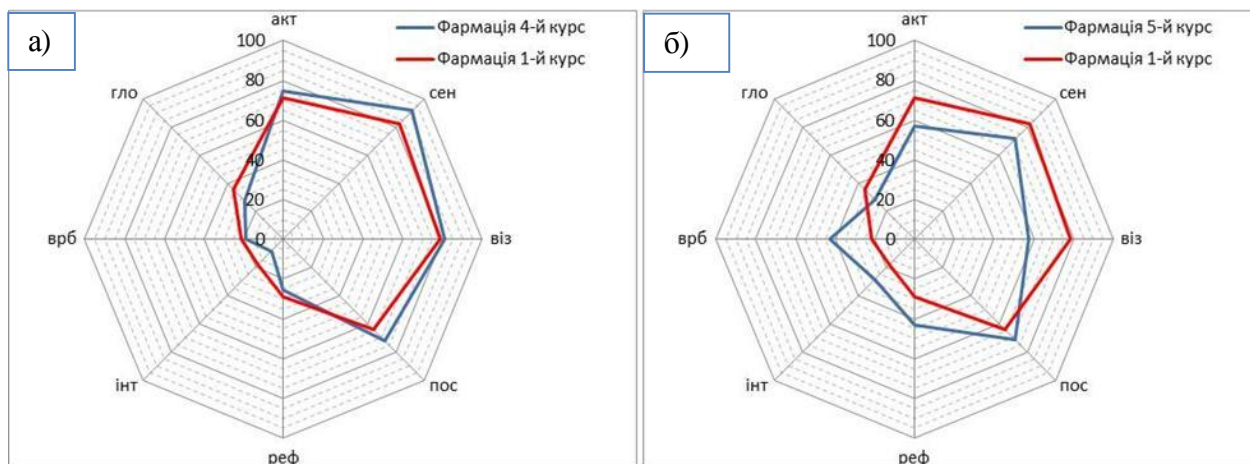 а)
акт
Фармація 4-й курс
Фармація 1-й курс
100
80
60
40
20
0
сен
віз
пос
реф
інт
врб
гло
б)
акт
Фармація 5-й курс
Фармація 1-й курс
100
80
60
40
20
0
сен
віз
пос
реф
інт
врб
гло